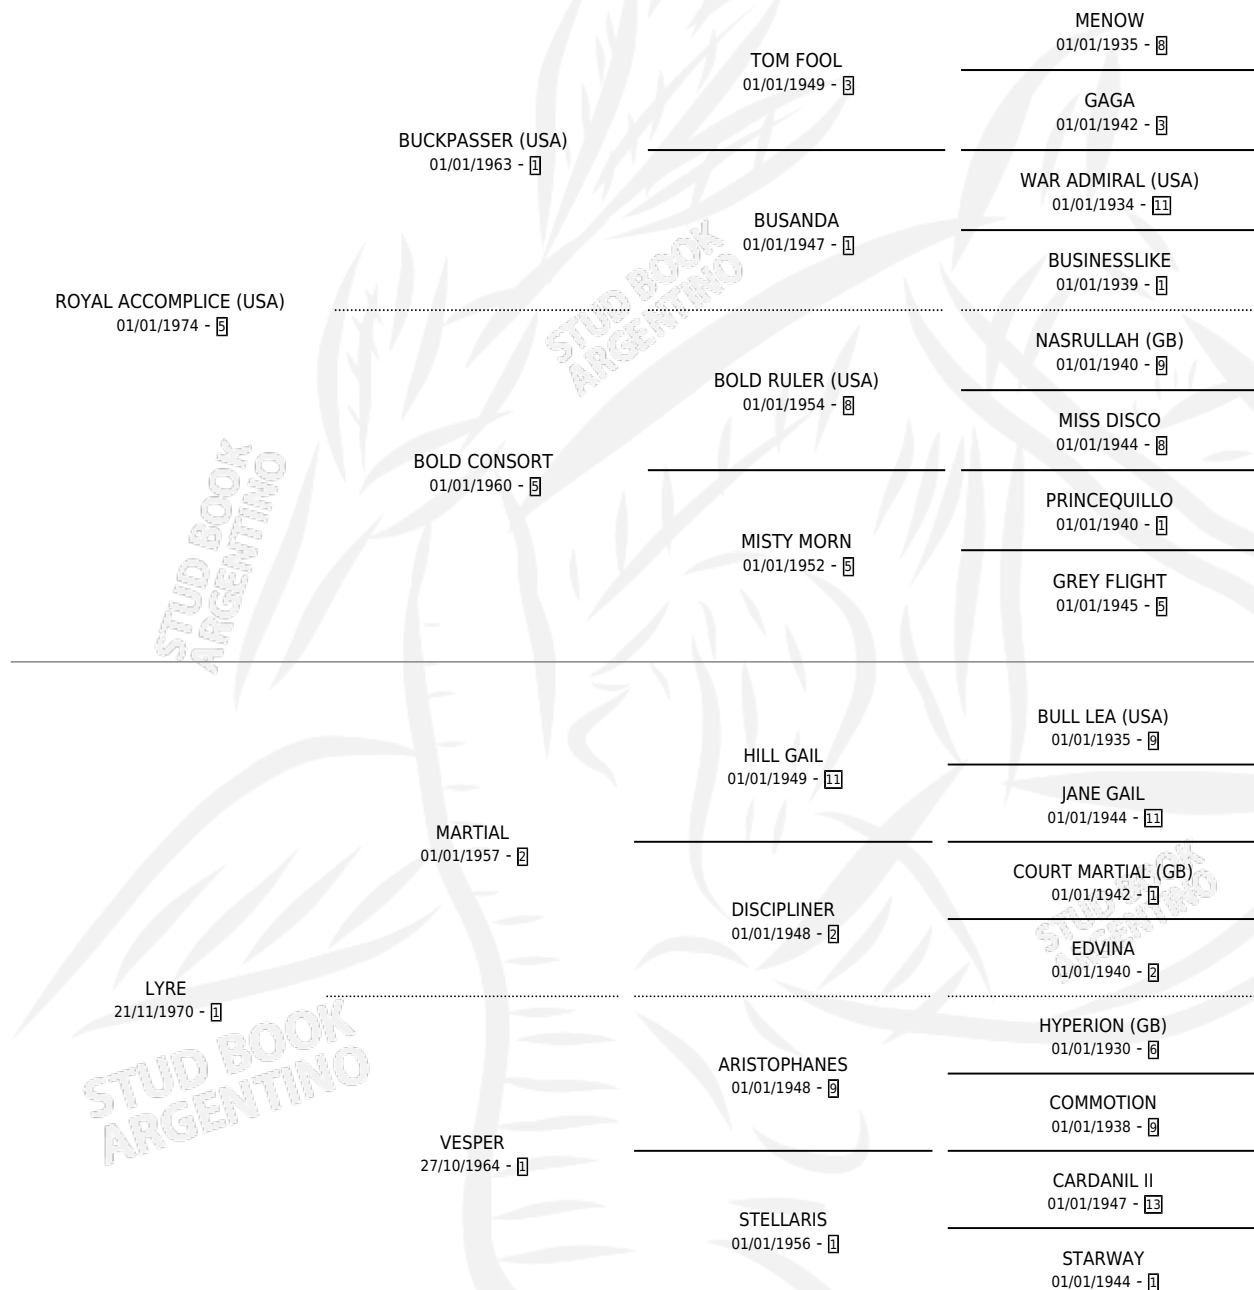 MENOW
01/01/1935 - 8
TOM FOOL
01/01/1949 - 3
GAGA
01/01/1942 - 3
BUCKPASSER (USA)
01/01/1963 - 1
WAR ADMIRAL (USA)
01/01/1934 - 11
BUSANDA
01/01/1947 - 1
BUSINESSLIKE
01/01/1939 - 1
ROYAL ACCOMPLICE (USA)
01/01/1974 - 5
NASRULLAH (GB)
01/01/1940 - 9
BOLD RULER (USA)
01/01/1954 - 8
MISS DISCO
01/01/1944 - 8
BOLD CONSORT
01/01/1960 - 5
PRINCEQUILLO
01/01/1940 - 1
MISTY MORN
01/01/1952 - 5
GREY FLIGHT
01/01/1945 - 5
BULL LEA (USA)
01/01/1935 - 9
HILL GAIL
01/01/1949 - 11
JANE GAIL
01/01/1944 - 11
MARTIAL
01/01/1957 - 2
COURT MARTIAL (GB)
01/01/1942 - 1
DISCIPLINER
01/01/1948 - 2
EDVINA
01/01/1940 - 2
LYRE
21/11/1970 - 1
HYPERION (GB)
01/01/1930 - 6
ARISTOPHANES
01/01/1948 - 9
COMMOTION
01/01/1938 - 9
VESPER
27/10/1964 - 1
CARDANIL II
01/01/1947 - 13
STELLARIS
01/01/1956 - 1
STARWAY
01/01/1944 - 1
STUD BOOK
ARGENTINO
STUD BOOK
ARGENTINO
STUD BOOK
ARGENTINO
STUD BOOK
ARGENTINO